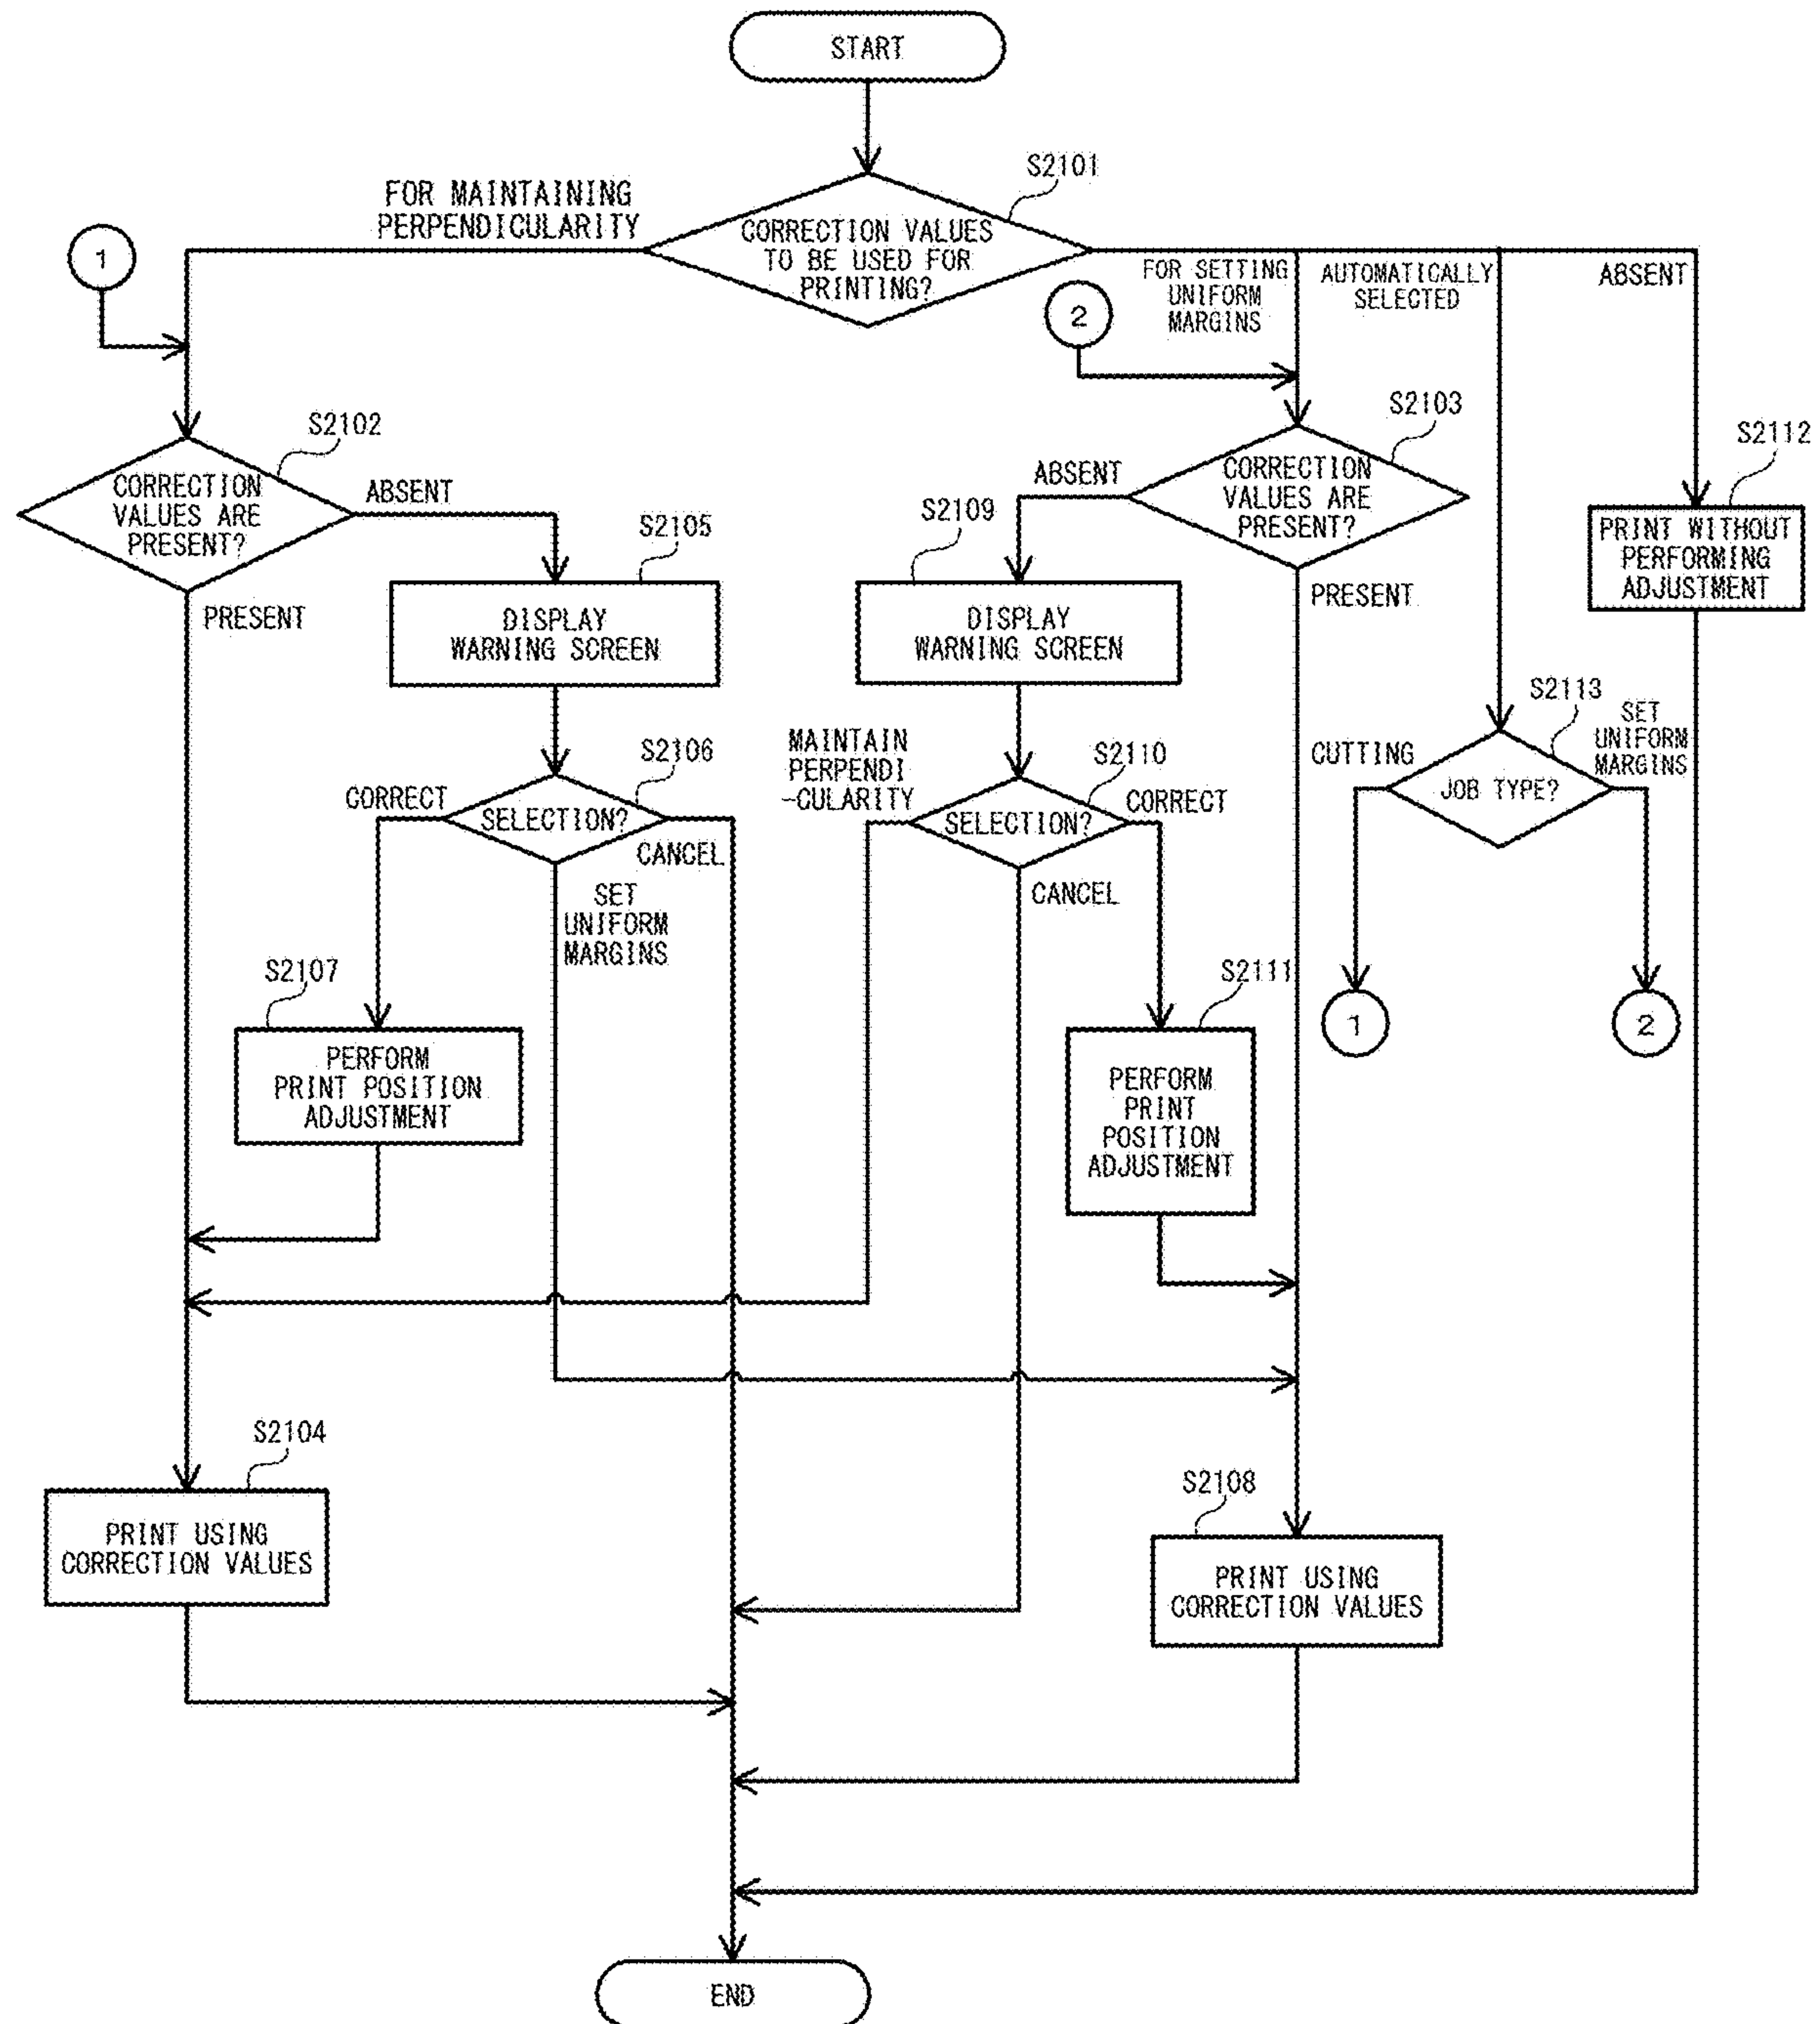 START
S2101
FOR MAINTAINING
PERPENDICULARITY
CORRECTION VALUES
TO BE USED FOR
PRINTING?
1
2
FOR SETTING
UNIFORM
MARGINS
AUTOMATICALLY
SELECTED
ABSENT
S2102
CORRECTION
VALUES ARE
PRESENT?
ABSENT
PRESENT
S2103
CORRECTION
VALUES ARE
PRESENT?
ABSENT
PRESENT
S2112
PRINT WITHOUT
PERFORMING
ADJUSTMENT
S2105
DISPLAY
WARNING SCREEN
S2109
DISPLAY
WARNING SCREEN
S2106
CORRECT
SELECTION?
CANCEL
SET
UNIFORM
MARGINS
MAINTAIN
PERPENDI
-CULARITY
S2110
SELECTION?
CORRECT
CANCEL
S2113
CUTTING
JOB TYPE?
SET
UNIFORM
MARGINS
1
2
S2107
PERFORM
PRINT POSITION
ADJUSTMENT
S2111
PERFORM
PRINT
POSITION
ADJUSTMENT
S2104
PRINT USING
CORRECTION VALUES
S2108
PRINT USING
CORRECTION VALUES
END